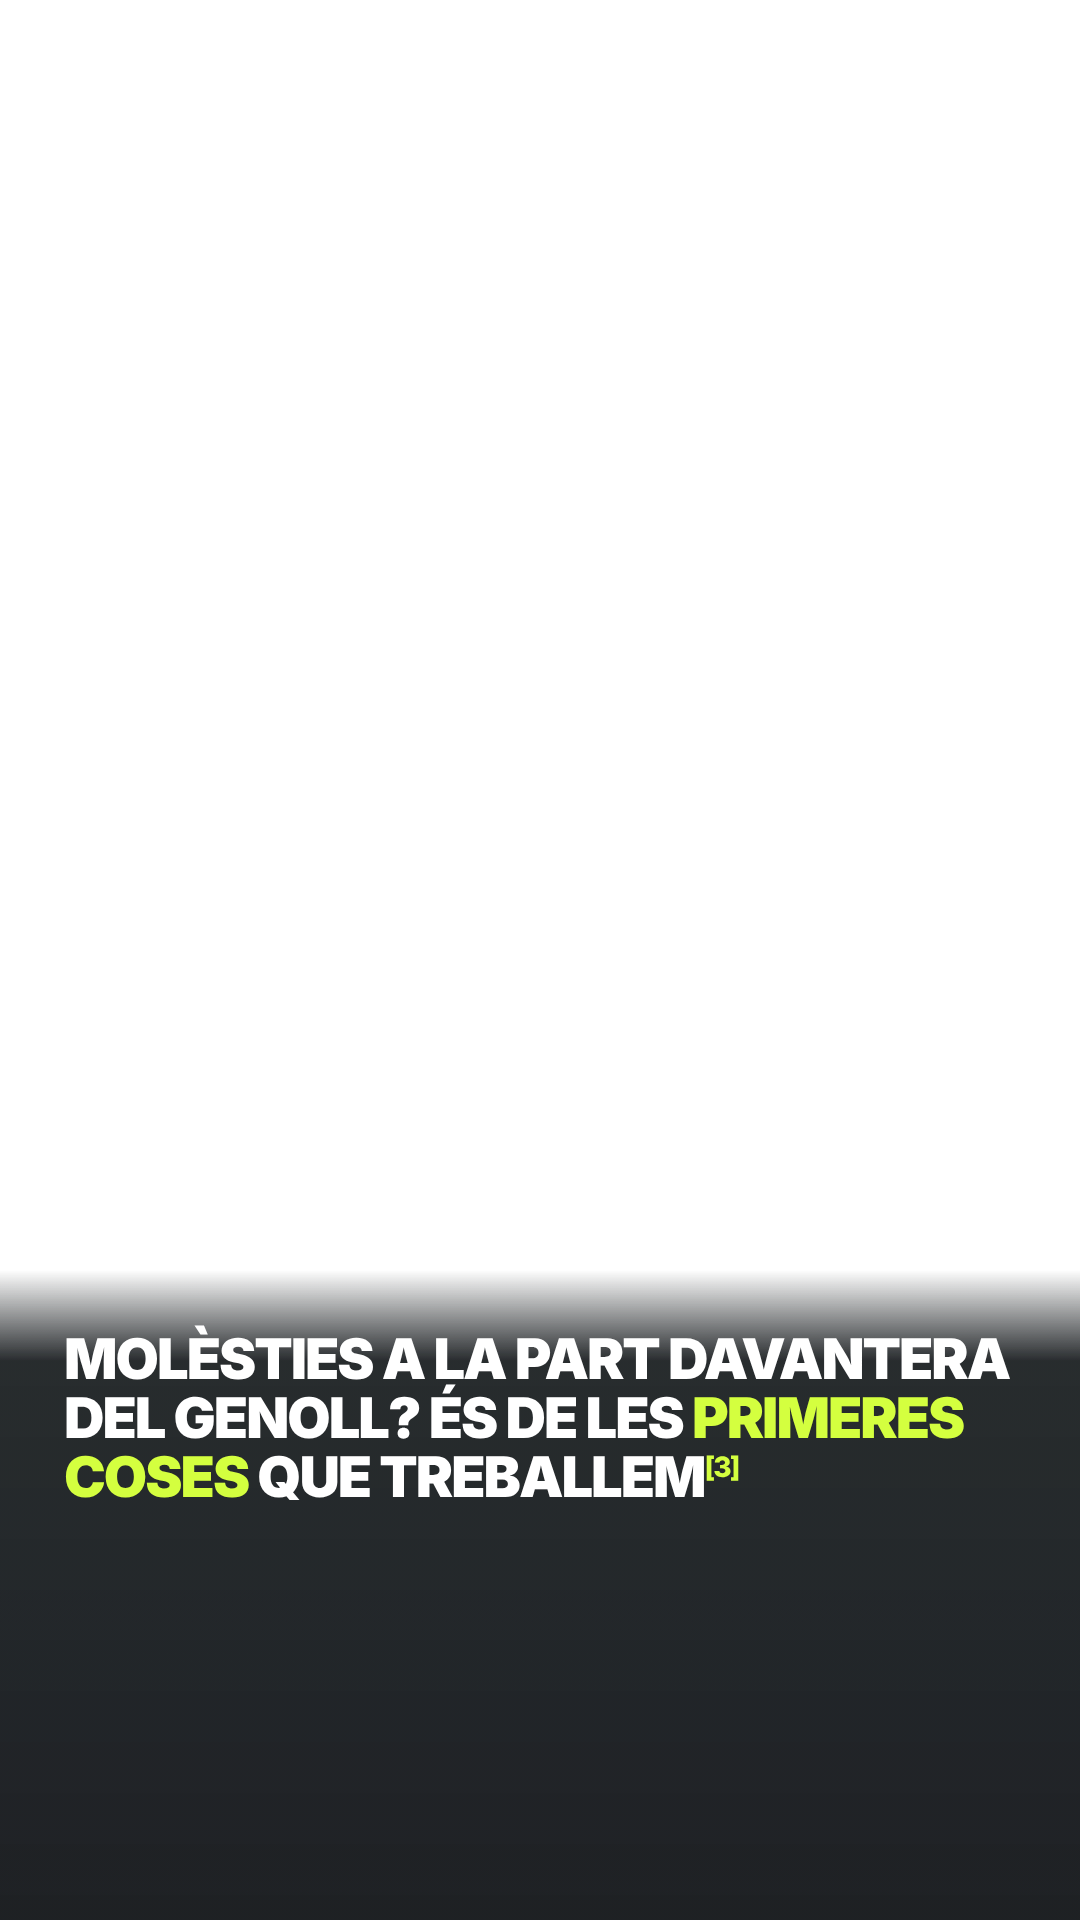 MOLÈSTIES A LA PART DAVANTERA
DEL GENOLL? ÉS DE LES PRIMERES
COSES QUE TREBALLEM[3]